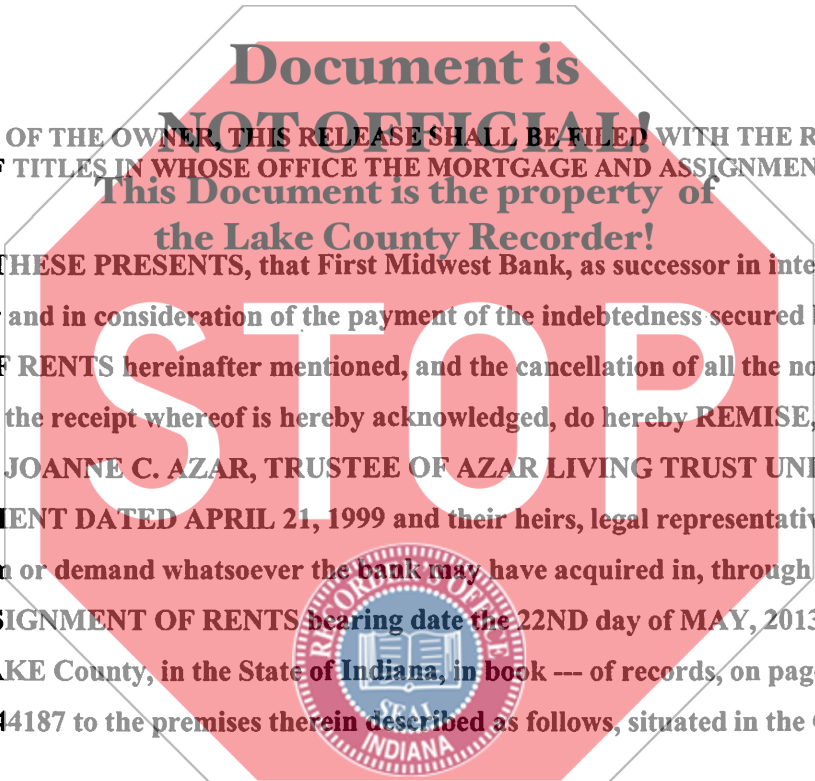 Document is
NOT OFFICIAL!
OF THE OWNER, THIS RELEASE SHALL BE FILED WITH THE R
TITLES IN WHOSE OFFICE THE MORTGAGE AND ASSIGNMEN
This Document is the property of
the Lake County Recorder!
THESE PRESENTS, that First Midwest Bank, as successor in inte
and in consideration of the payment of the indebtedness secured
F RENTS hereinafter mentioned, and the cancellation of all the no
the receipt whereof is hereby acknowledged, do hereby REMISE,
STOP
JOANNE C. AZAR, TRUSTEE OF AZAR LIVING TRUST UN
ENT DATED APRIL 21, 1999 and their heirs, legal representativ
or demand whatsoever the bank may have acquired in, through
SIGNMENT OF RENTS bearing date the 22ND day of MAY, 2013
KE County, in the State of Indiana, in book --- of records, on pag
4187 to the premises therein described as follows, situated in the
RECORDER'S OFFICE
SEAL
INDIANA